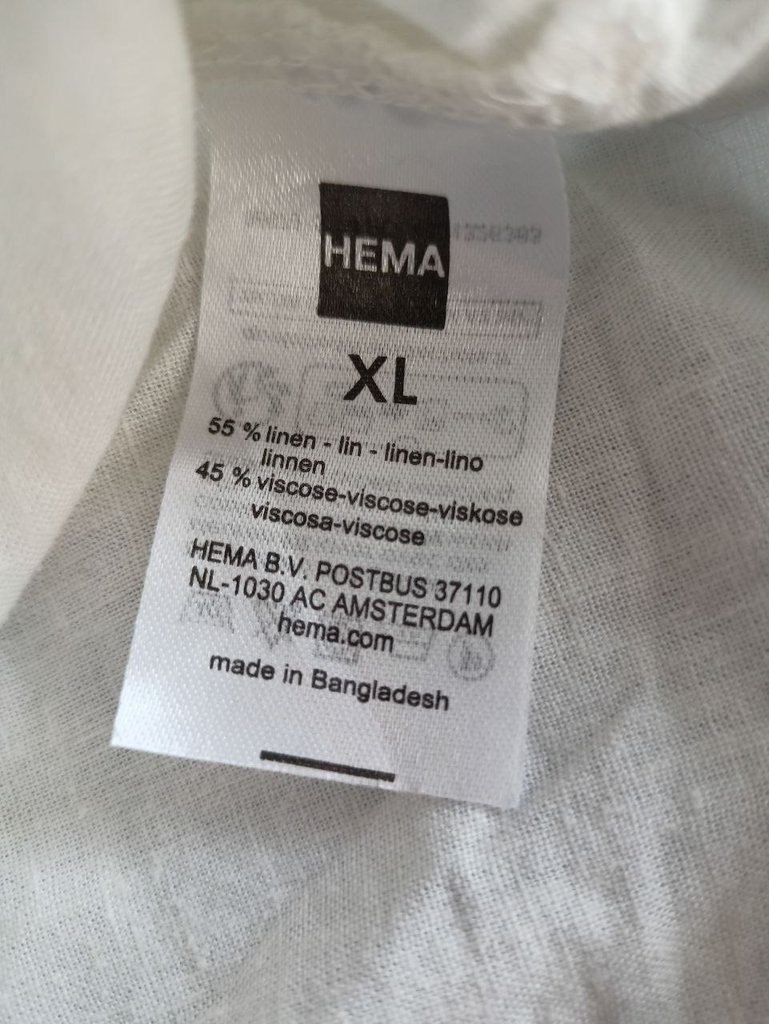 HEMA
XL
55 % linen - lin - linen-lino
linnen
45 % viscose-viscose-viskose
viscosa-viscose
HEMA B.V. POSTBUS 37110
NL-1030 AC AMSTERDAM
hema.com
made in Bangladesh